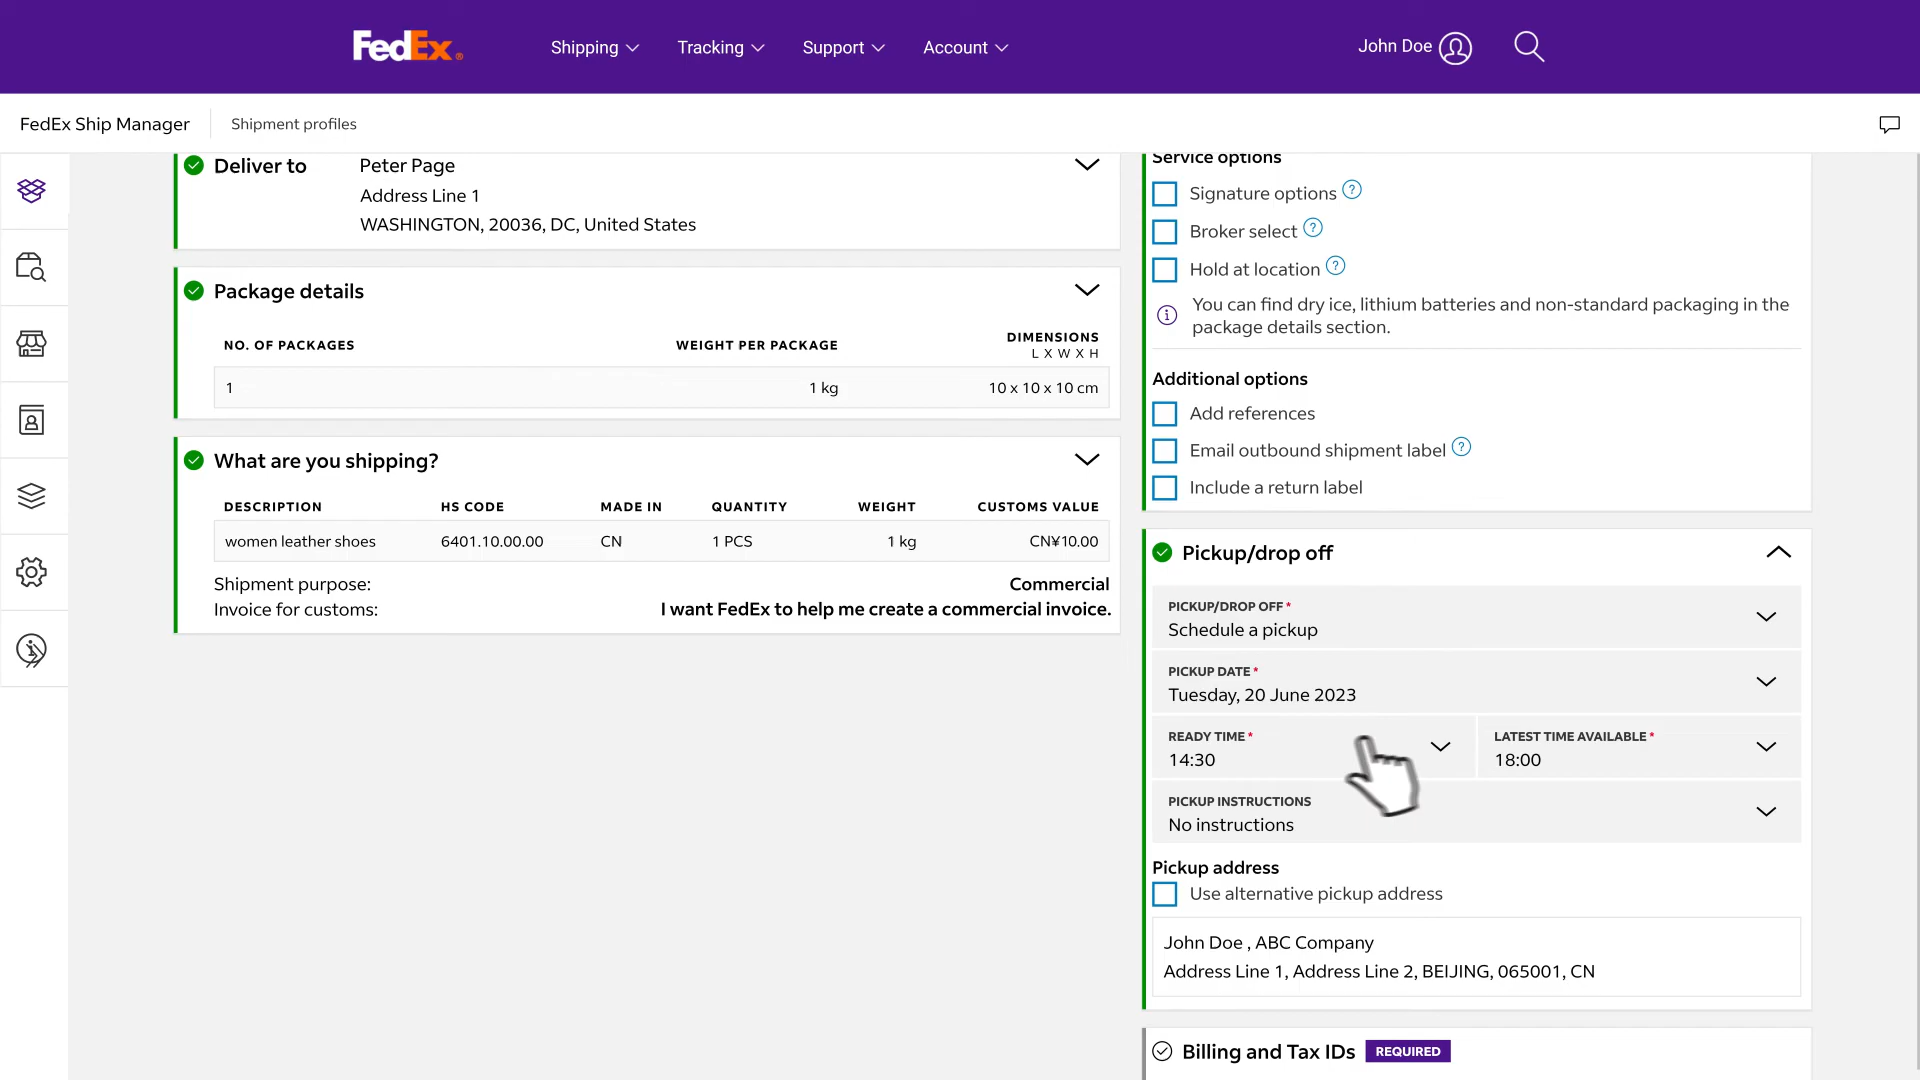 FedEx®
Shipping
Tracking
Support
Account
John Doe
FedEx Ship Manager
Shipment profiles
Deliver to
Peter Page
Address Line 1
WASHINGTON, 20036, DC, United States
Package details
NO. OF PACKAGES
WEIGHT PER PACKAGE
DIMENSIONS
L X W X H
1
1 kg
10 x 10 x 10 cm
What are you shipping?
DESCRIPTION
HS CODE
MADE IN
QUANTITY
WEIGHT
CUSTOMS VALUE
women leather shoes
6401.10.00.00
CN
1 PCS
1 kg
CN¥10.00
Shipment purpose:
Commercial
Invoice for customs:
I want FedEx to help me create a commercial invoice.
Service options
Signature options ?
Broker select ?
Hold at location ?
You can find dry ice, lithium batteries and non-standard packaging in the
package details section.
Additional options
Add references
Email outbound shipment label ?
Include a return label
Pickup/drop off
PICKUP/DROP OFF *
Schedule a pickup
PICKUP DATE *
Tuesday, 20 June 2023
READY TIME *
14:30
LATEST TIME AVAILABLE *
18:00
PICKUP INSTRUCTIONS
No instructions
Pickup address
Use alternative pickup address
John Doe , ABC Company
Address Line 1, Address Line 2, BEIJING, 065001, CN
Billing and Tax IDs
REQUIRED